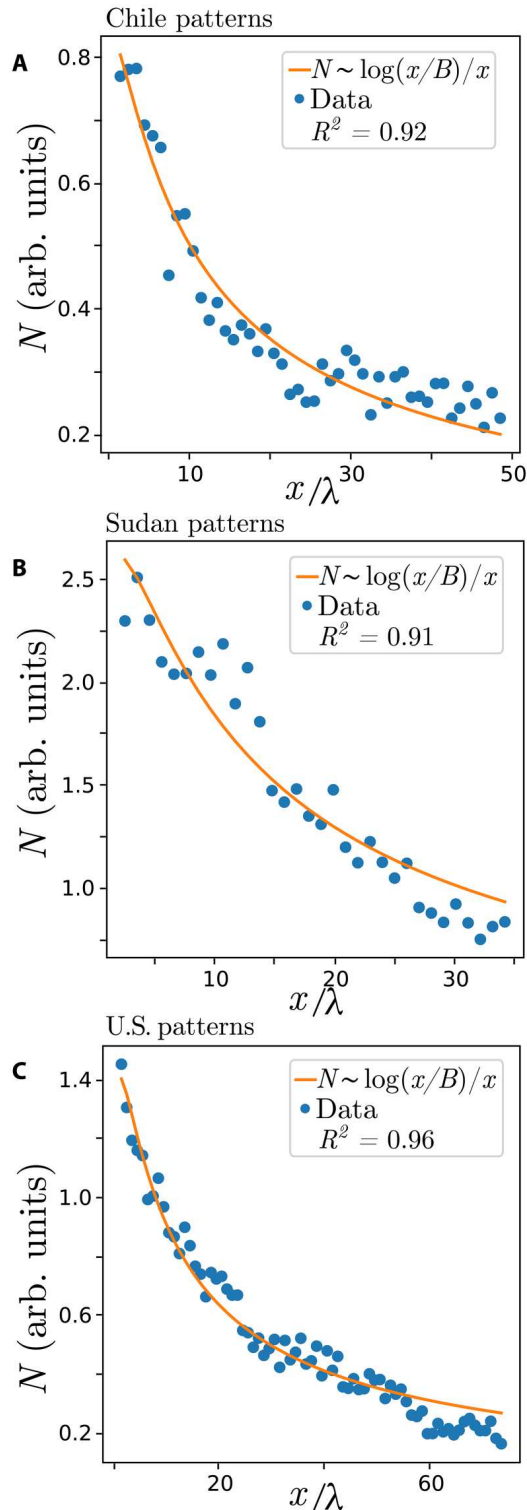 Chile patterns
A
N ~ log(x/B)/x
Data
R² = 0.92
N (arb. units)
0.8
0.6
0.4
0.2
10
30
50
x/λ
Sudan patterns
B
N ~ log(x/B)/x
Data
R² = 0.91
N (arb. units)
2.5
2.0
1.5
1.0
10
20
30
x/λ
U.S. patterns
C
N ~ log(x/B)/x
Data
R² = 0.96
N (arb. units)
1.4
1.0
0.6
0.2
20
60
x/λ